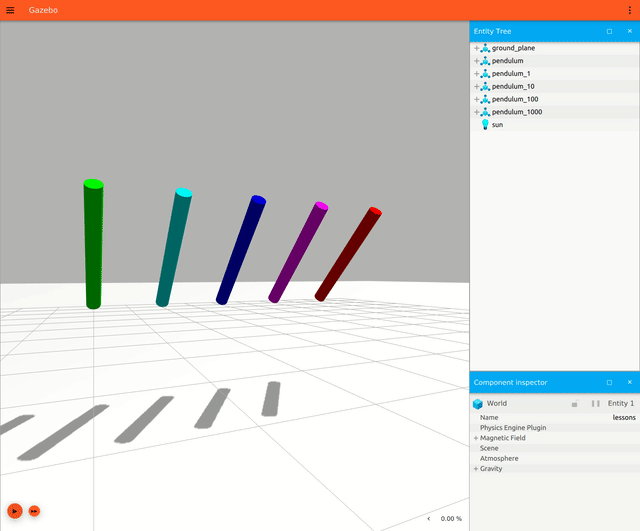 Gazebo
Entity Tree
ground_plane
pendulum
pendulum_1
pendulum_10
pendulum_100
pendulum_1000
sun
Component inspector
World Entity 1
Name lessons
Physics Engine Plugin
Magnetic Field
Scene
Atmosphere
Gravity
0.00 %